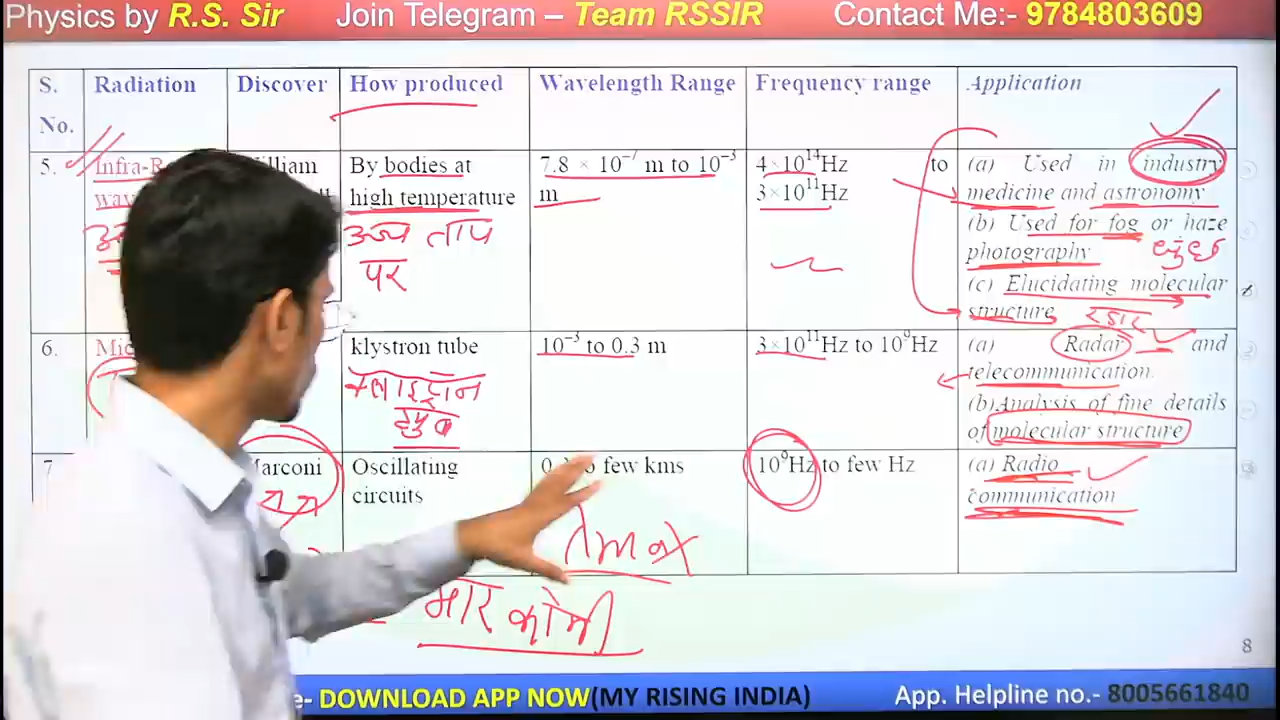 Physics by R.S. Sir Join Telegram – Team RSSIR Contact Me:- 9784803609
S. No. Radiation Discover How produced Wavelength Range Frequency range Application
5. Infra-R
By bodies at high temperature
उच्च ताप
पर
7.8 × 10⁻⁷ m to 10⁻³ m
4×10¹⁴Hz to 3×10¹¹Hz
(a) Used in industry
medicine and astronomy
(b) Used for fog or haze
photography
(c) Elucidating molecular
structure
6. Mic
klystron tube
10⁻³ to 0.3 m
3×10¹¹Hz to 10⁹Hz
(a) Radar and
telecommunication.
(b)Analysis of fine details
of molecular structure
7
Marconi
Oscillating
circuits
few kms
λmax
10⁹Hz to few Hz
(a) Radio
communication
8
DOWNLOAD APP NOW(MY RISING INDIA) App. Helpline no.- 8005661840